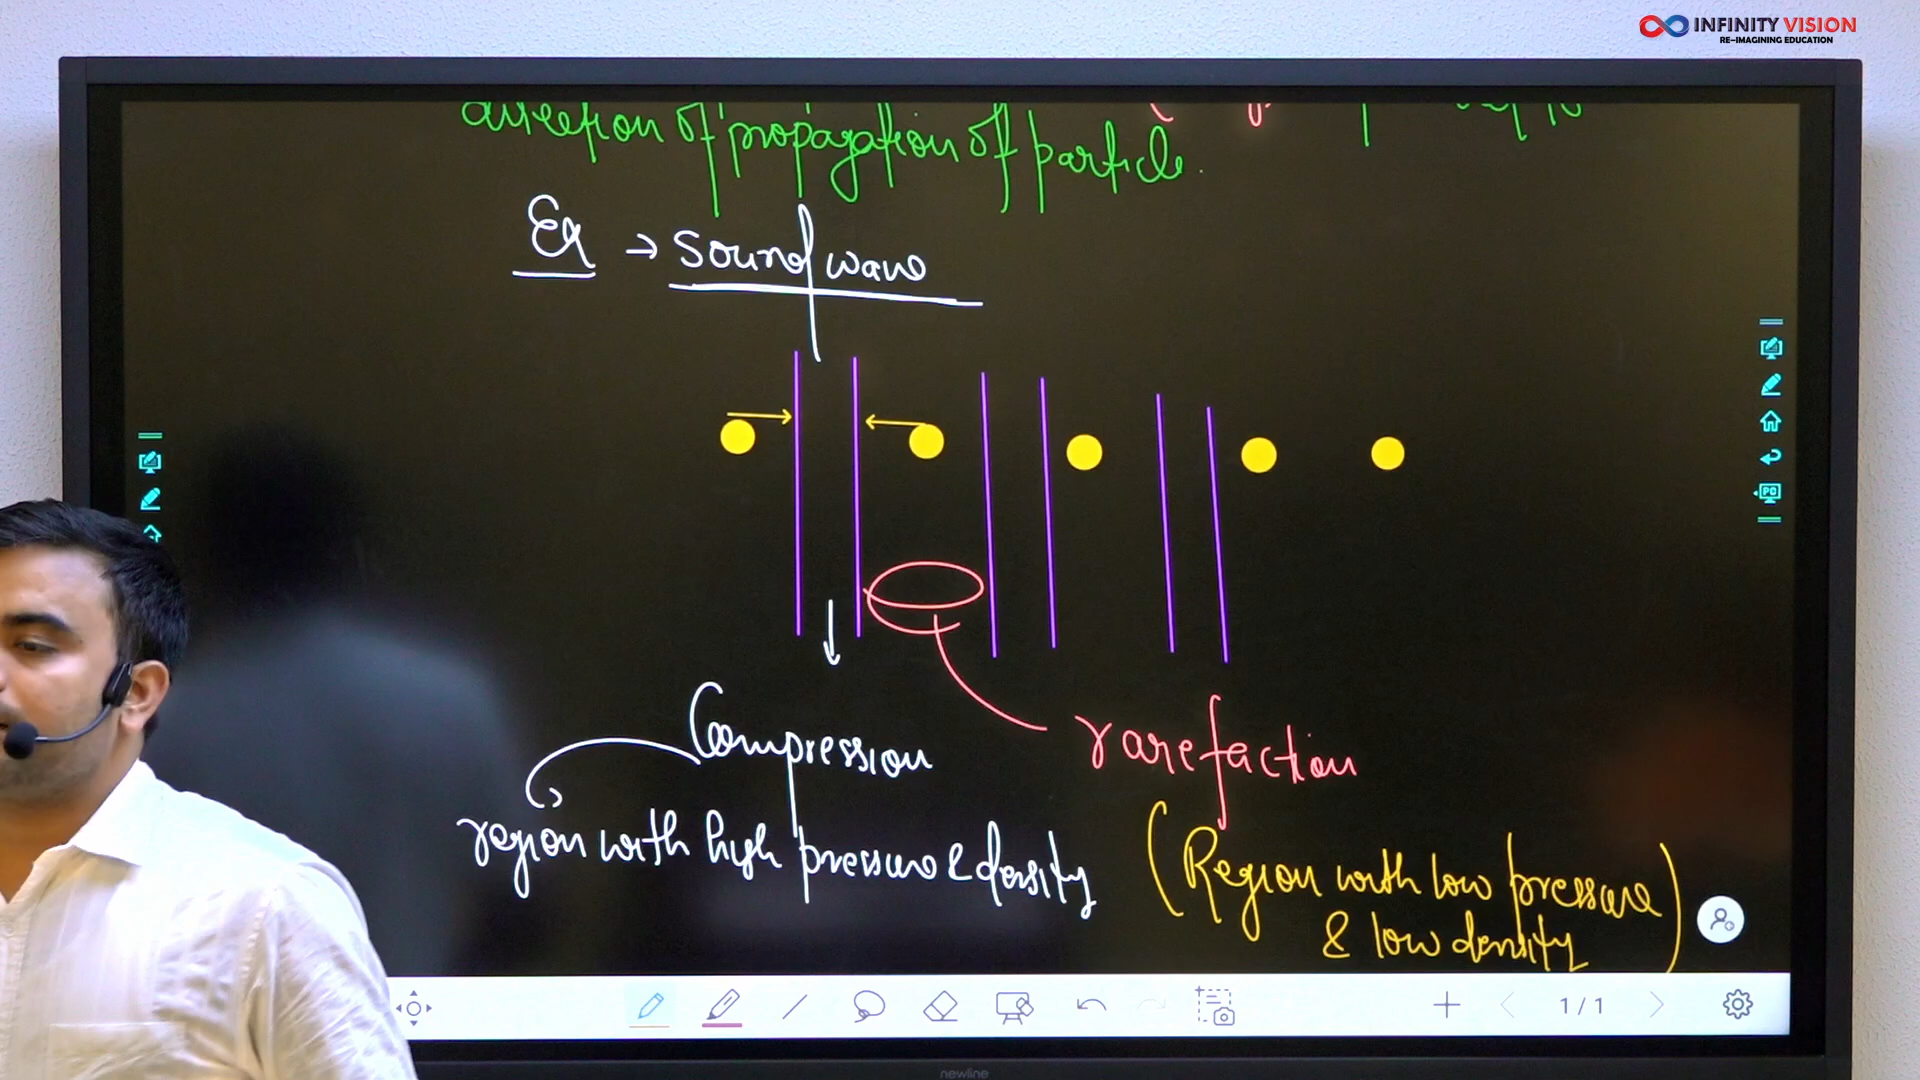 INFINITY VISION
RE-IMAGINING EDUCATION
direction of propagation of particle.
Ex → Sound wave
Compression
rarefaction
region with high pressure & density
(Region with low pressure
& low density)
1/1
newline